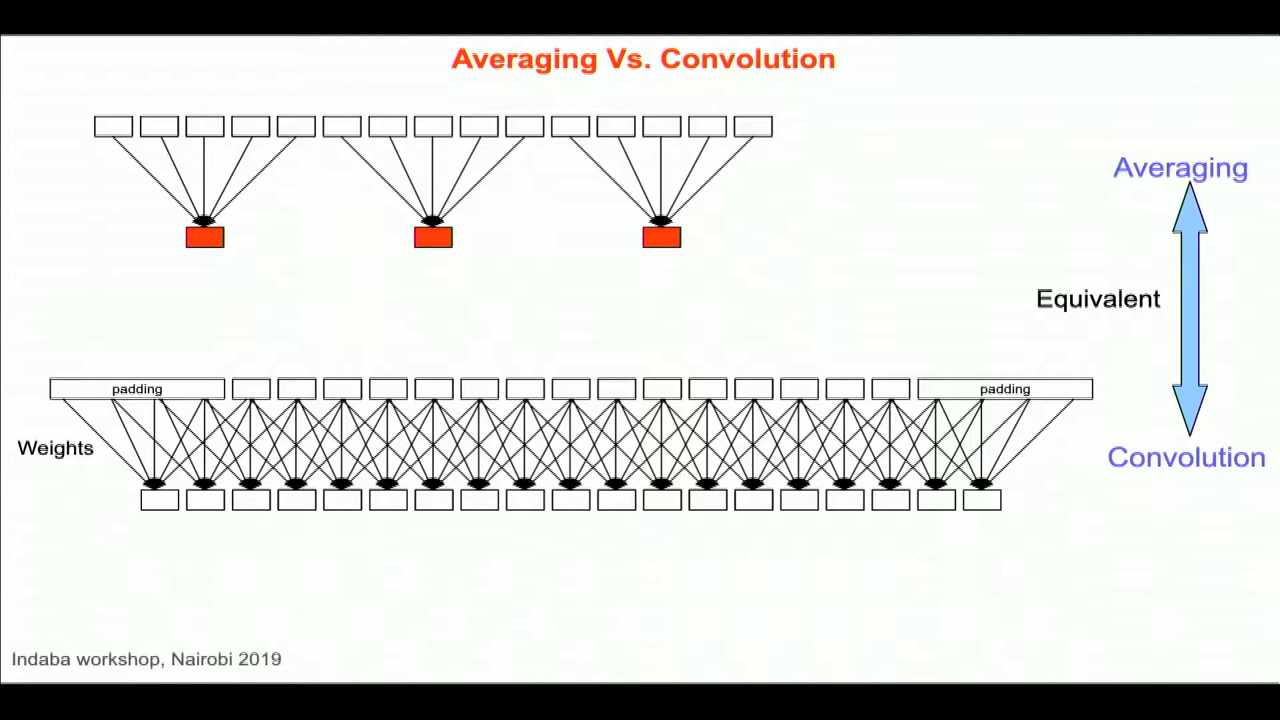 Averaging Vs. Convolution
Averaging
Equivalent
padding
padding
Weights
Convolution
Indaba workshop, Nairobi 2019